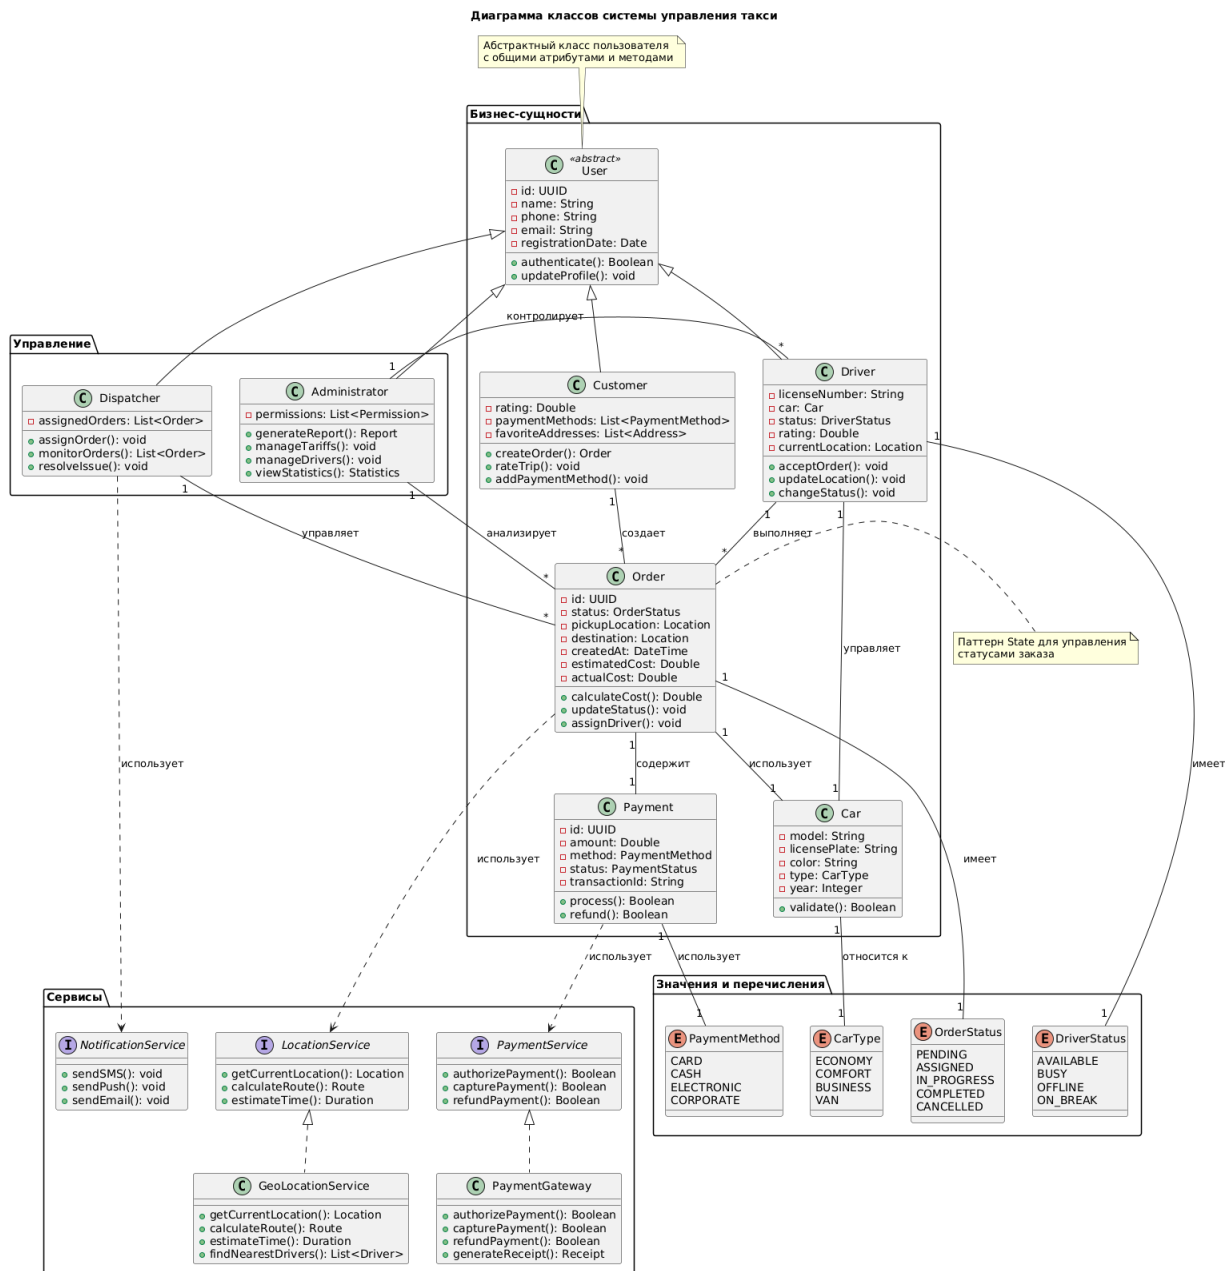 Диаграмма классов системы управления такси
Абстрактный класс пользователя
с общими атрибутами и методами
Бизнес-сущности
C
«abstract»
User
id: UUID
name: String
phone: String
email: String
registrationDate: Date
authenticate(): Boolean
updateProfile(): void
контролирует
1
*
Управление
C Dispatcher
assignedOrders: List<Order>
assignOrder(): void
monitorOrders(): List<Order>
resolveIssue(): void
C Administrator
permissions: List<Permission>
generateReport(): Report
manageTariffs(): void
manageDrivers(): void
viewStatistics(): Statistics
C Customer
rating: Double
paymentMethods: List<PaymentMethod>
favoriteAddresses: List<Address>
createOrder(): Order
rateTrip(): void
addPaymentMethod(): void
C Driver
licenseNumber: String
car: Car
status: DriverStatus
rating: Double
currentLocation: Location
acceptOrder(): void
updateLocation(): void
changeStatus(): void
1
1
1
1
1
1
управляет
анализирует
создает
выполняет
*
*
*
*
C Order
id: UUID
status: OrderStatus
pickupLocation: Location
destination: Location
createdAt: DateTime
estimatedCost: Double
actualCost: Double
calculateCost(): Double
updateStatus(): void
assignDriver(): void
Паттерн State для управления
статусами заказа
управляет
1
1
1
использует
содержит
использует
имеет
1
1
1
C Payment
id: UUID
amount: Double
method: PaymentMethod
status: PaymentStatus
transactionId: String
process(): Boolean
refund(): Boolean
C Car
model: String
licensePlate: String
color: String
type: CarType
year: Integer
validate(): Boolean
использует
имеет
1
1
использует
использует
относится к
Сервисы
I NotificationService
sendSMS(): void
sendPush(): void
sendEmail(): void
I LocationService
getCurrentLocation(): Location
calculateRoute(): Route
estimateTime(): Duration
I PaymentService
authorizePayment(): Boolean
capturePayment(): Boolean
refundPayment(): Boolean
C GeoLocationService
getCurrentLocation(): Location
calculateRoute(): Route
estimateTime(): Duration
findNearestDrivers(): List<Driver>
C PaymentGateway
authorizePayment(): Boolean
capturePayment(): Boolean
refundPayment(): Boolean
generateReceipt(): Receipt
Значения и перечисления
1
1
1
1
E PaymentMethod
CARD
CASH
ELECTRONIC
CORPORATE
E CarType
ECONOMY
COMFORT
BUSINESS
VAN
E OrderStatus
PENDING
ASSIGNED
IN_PROGRESS
COMPLETED
CANCELLED
E DriverStatus
AVAILABLE
BUSY
OFFLINE
ON_BREAK